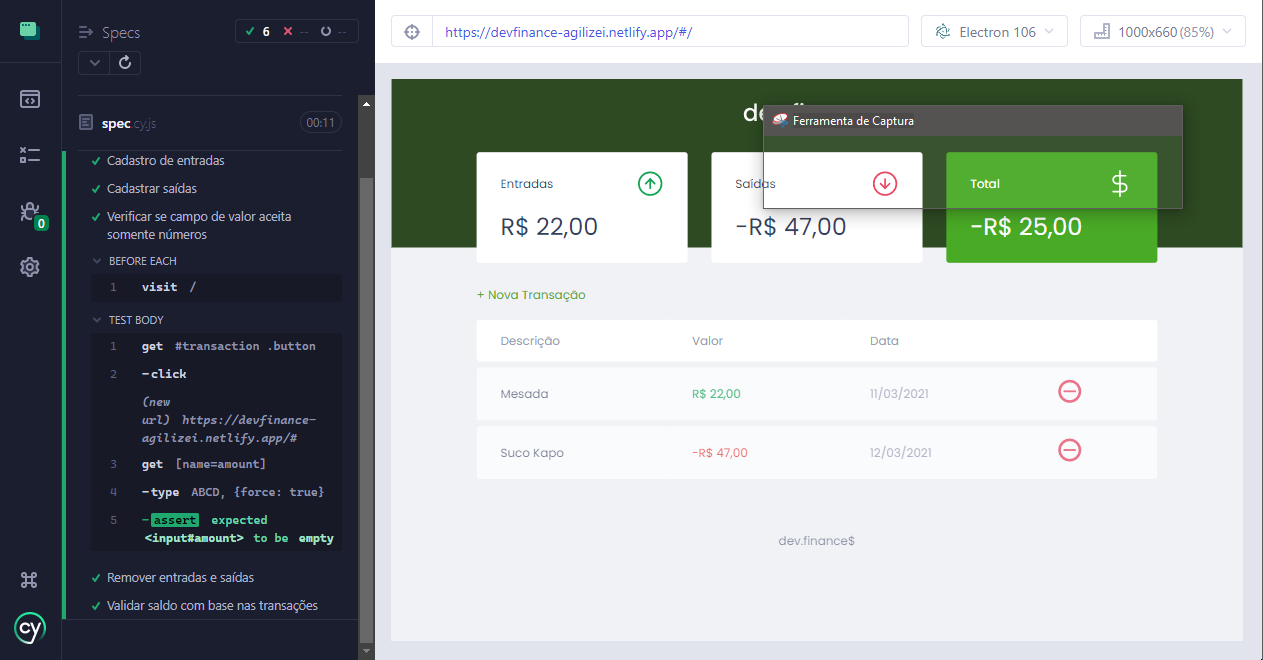 Specs
6 -- --
spec.cy.js
00:11
Cadastro de entradas
Cadastrar saídas
Verificar se campo de valor aceita
somente números
BEFORE EACH
1 visit /
TEST BODY
1 get #transaction .button
2 -click
(new
url) https://devfinance-
agilizei.netlify.app/#
3 get [name=amount]
4 -type ABCD, {force: true}
5 -assert expected
<input#amount> to be empty
Remover entradas e saídas
Validar saldo com base nas transações
0
cy
https://devfinance-agilizei.netlify.app/#/
Electron 106
1000x660 (85%)
Ferramenta de Captura
Entradas
R$ 22,00
Saídas
-R$ 47,00
Total
$
-R$ 25,00
+ Nova Transação
Descrição Valor Data
Mesada R$ 22,00 11/03/2021
Suco Kapo -R$ 47,00 12/03/2021
dev.finance$